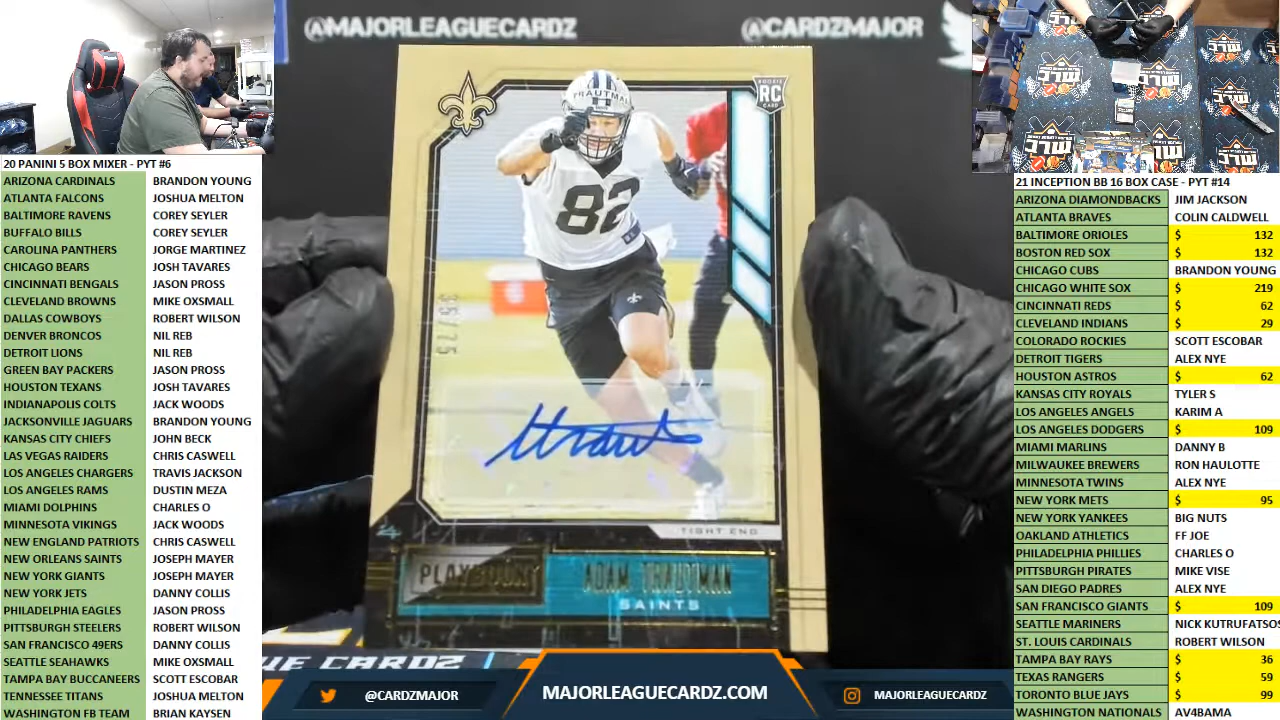 @MAJORLEAGUECARDZ
@CARDZMAJOR
20 PANINI 5 BOX MIXER - PYT #6
ARIZONA CARDINALS BRANDON YOUNG
ATLANTA FALCONS JOSHUA MELTON
BALTIMORE RAVENS COREY SEYLER
BUFFALO BILLS COREY SEYLER
CAROLINA PANTHERS JORGE MARTINEZ
CHICAGO BEARS JOSH TAVARES
CINCINNATI BENGALS JASON PROSS
CLEVELAND BROWNS MIKE OXSMALL
DALLAS COWBOYS ROBERT WILSON
DENVER BRONCOS NIL REB
DETROIT LIONS NIL REB
GREEN BAY PACKERS JASON PROSS
HOUSTON TEXANS JOSH TAVARES
INDIANAPOLIS COLTS JACK WOODS
JACKSONVILLE JAGUARS BRANDON YOUNG
KANSAS CITY CHIEFS JOHN BECK
LAS VEGAS RAIDERS CHRIS CASWELL
LOS ANGELES CHARGERS TRAVIS JACKSON
LOS ANGELES RAMS DUSTIN MEZA
MIAMI DOLPHINS CHARLES O
MINNESOTA VIKINGS JACK WOODS
NEW ENGLAND PATRIOTS CHRIS CASWELL
NEW ORLEANS SAINTS JOSEPH MAYER
NEW YORK GIANTS JOSEPH MAYER
NEW YORK JETS DANNY COLLIS
PHILADELPHIA EAGLES JASON PROSS
PITTSBURGH STEELERS ROBERT WILSON
SAN FRANCISCO 49ERS DANNY COLLIS
SEATTLE SEAHAWKS MIKE OXSMALL
TAMPA BAY BUCCANEERS SCOTT ESCOBAR
TENNESSEE TITANS JOSHUA MELTON
WASHINGTON FB TEAM BRIAN KAYSEN
TRAUTMAN
RC
82
TIGHT END
PLAYBOOK
ADAM TRAUTMAN
SAINTS
UE CARDZ
@CARDZMAJOR
MAJORLEAGUECARDZ.COM
MAJORLEAGUECARDZ
21 INCEPTION BB 16 BOX CASE - PYT #14
ARIZONA DIAMONDBACKS JIM JACKSON
ATLANTA BRAVES COLIN CALDWELL
BALTIMORE ORIOLES $ 132
BOSTON RED SOX $ 132
CHICAGO CUBS BRANDON YOUNG
CHICAGO WHITE SOX $ 219
CINCINNATI REDS $ 62
CLEVELAND INDIANS $ 29
COLORADO ROCKIES SCOTT ESCOBAR
DETROIT TIGERS ALEX NYE
HOUSTON ASTROS $ 62
KANSAS CITY ROYALS TYLER S
LOS ANGELES ANGELS KARIM A
LOS ANGELES DODGERS $ 109
MIAMI MARLINS DANNY B
MILWAUKEE BREWERS RON HAULOTTE
MINNESOTA TWINS ALEX NYE
NEW YORK METS $ 95
NEW YORK YANKEES BIG NUTS
OAKLAND ATHLETICS FF JOE
PHILADELPHIA PHILLIES CHARLES O
PITTSBURGH PIRATES MIKE VISE
SAN DIEGO PADRES ALEX NYE
SAN FRANCISCO GIANTS $ 109
SEATTLE MARINERS NICK KUTRUFATSOS
ST. LOUIS CARDINALS ROBERT WILSON
TAMPA BAY RAYS $ 36
TEXAS RANGERS $ 59
TORONTO BLUE JAYS $ 99
WASHINGTON NATIONALS AV4BAMA